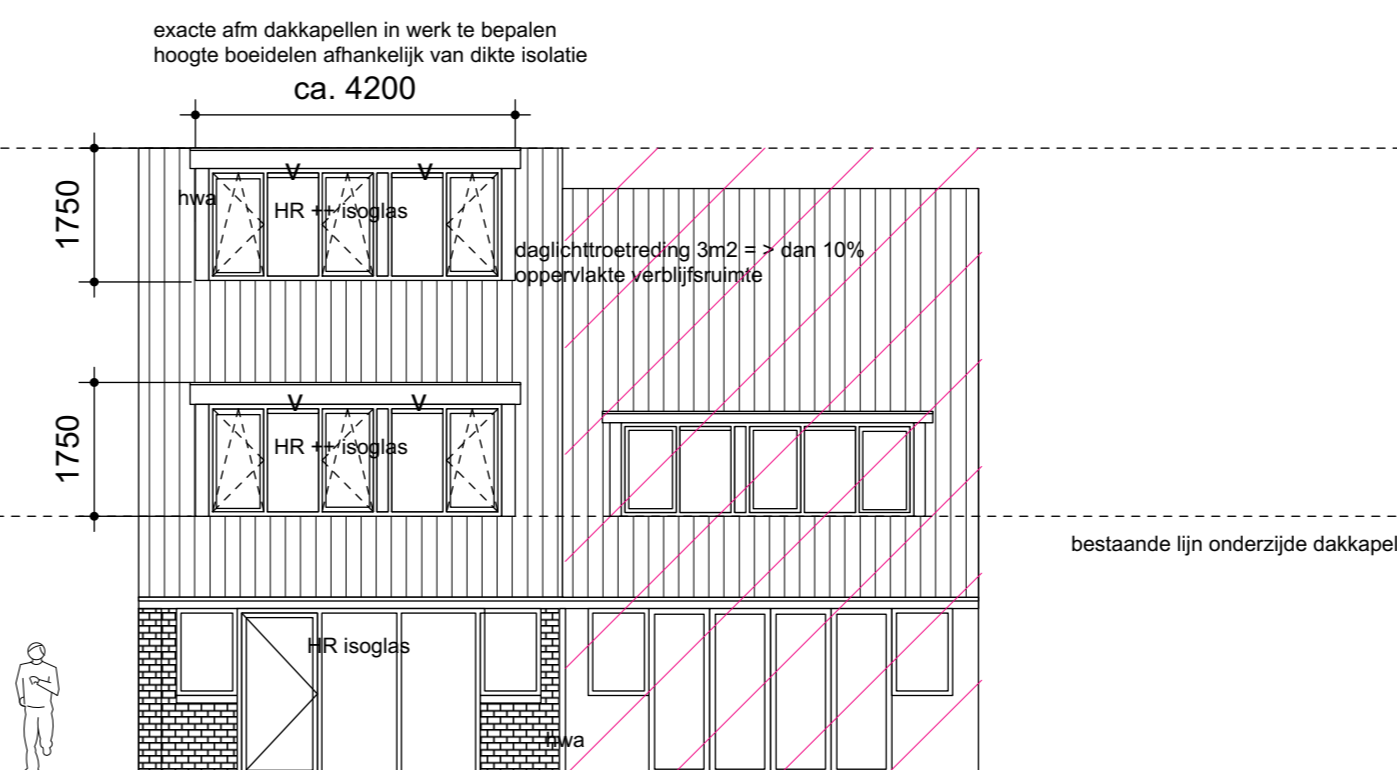 exacte afm dakkapellen in werk te bepalen
hoogte boeidelen afhankelijk van dikte isolatie
ca. 4200
1750
hwa
V
V
HR ++ isoglas
daglichttroetreding 3m2 = > dan 10%
oppervlakte verblijfsruimte
1750
V
V
HR ++ isoglas
bestaande lijn onderzijde dakkapel
HR isoglas
hwa